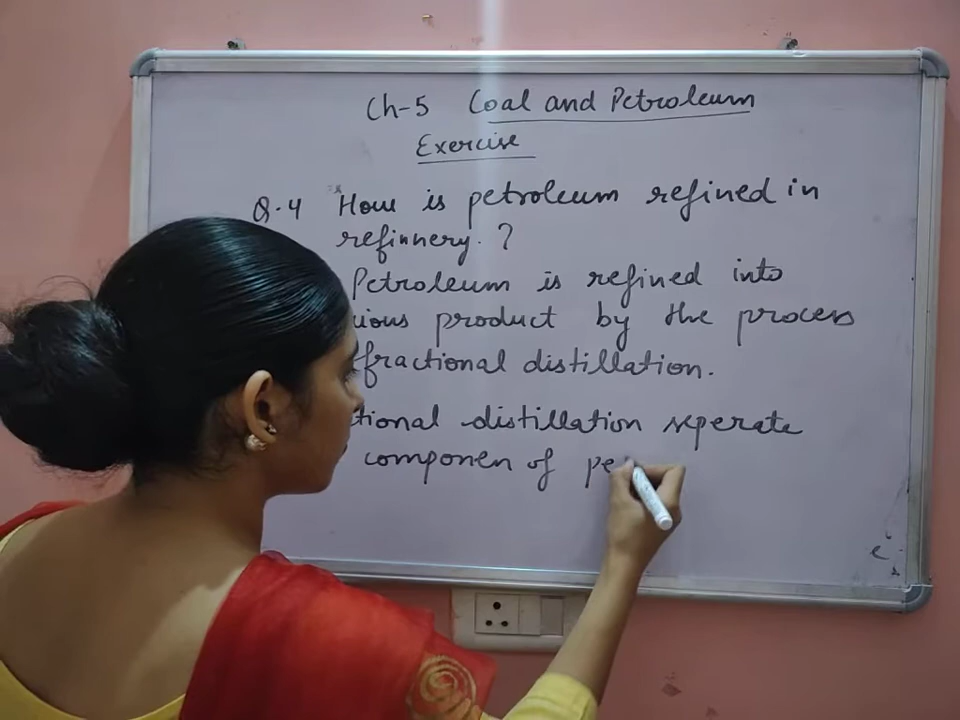 Ch-5 Coal and Petroleum
Exercise
Q.4 How is petroleum refined in
refinnery. ?
Petroleum is refined into
ious product by the process
fractional distillation.
tional distillation seperate
componen of pe